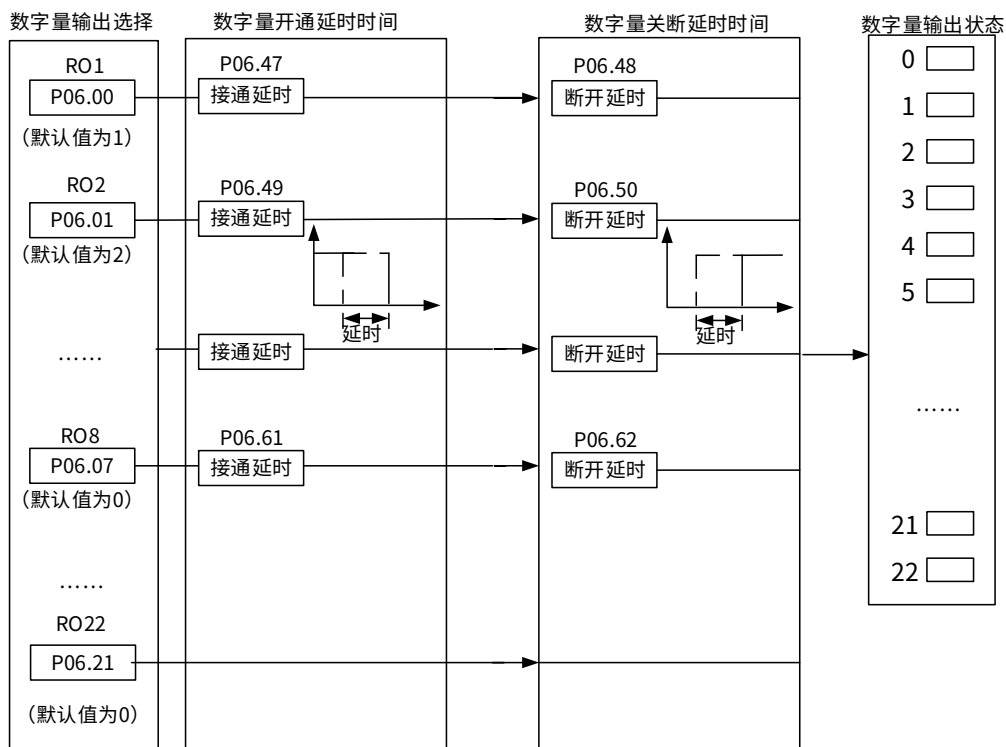 数字量输出选择
数字量开通延时时间
数字量关断延时时间
数字量输出状态
RO1
P06.00
（默认值为1）
P06.47
接通延时
P06.48
断开延时
RO2
P06.01
（默认值为2）
P06.49
接通延时
延时
P06.50
断开延时
延时
……
接通延时
断开延时
RO8
P06.07
（默认值为0）
P06.61
接通延时
P06.62
断开延时
……
RO22
P06.21
（默认值为0）
0
1
2
3
4
5
……
21
22